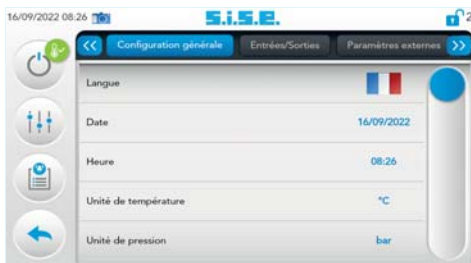 16/09/2022 08:26
S.i.S.E.
2
Configuration générale
Entrées/Sorties
Paramètres externes
Langue
Date
16/09/2022
Heure
08:26
Unité de température
°C
Unité de pression
bar